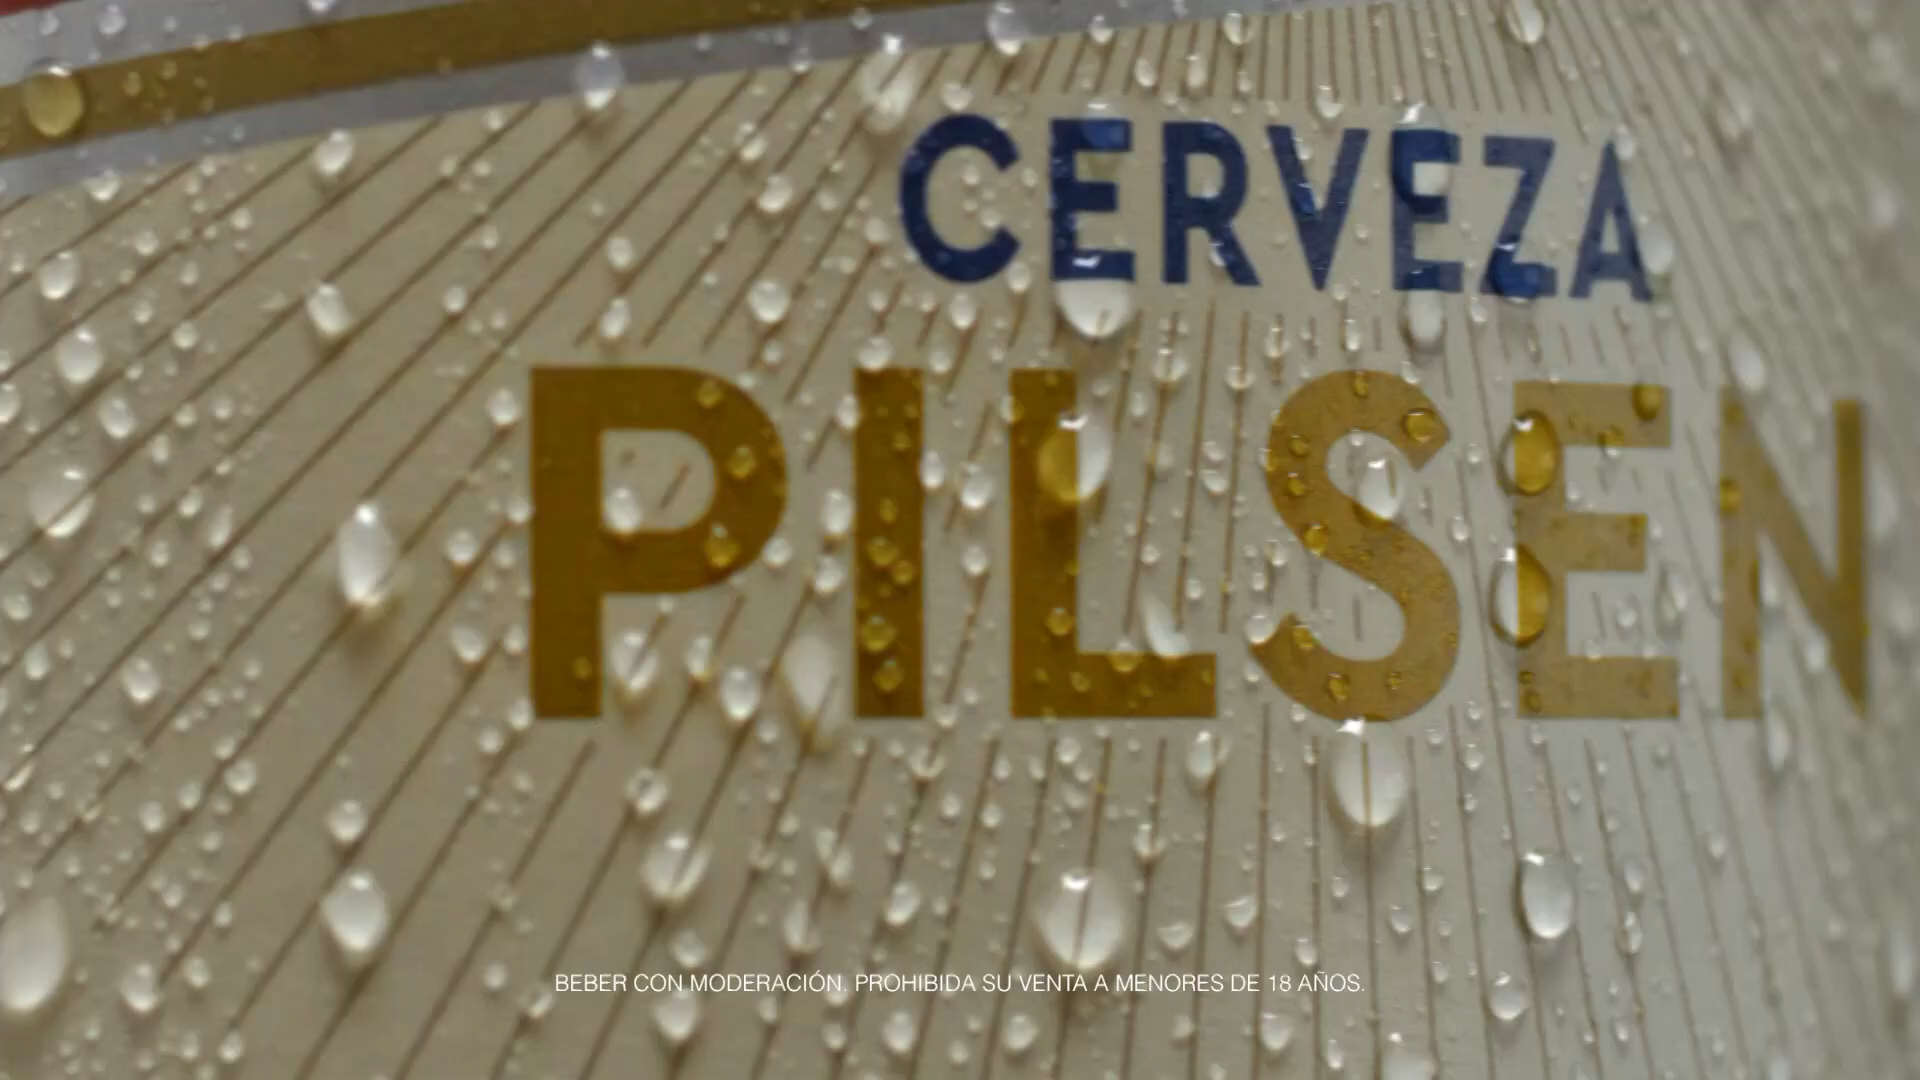 CERVEZA
PILSEN
BEBER CON MODERACIÓN. PROHIBIDA SU VENTA A MENORES DE 18 AÑOS.